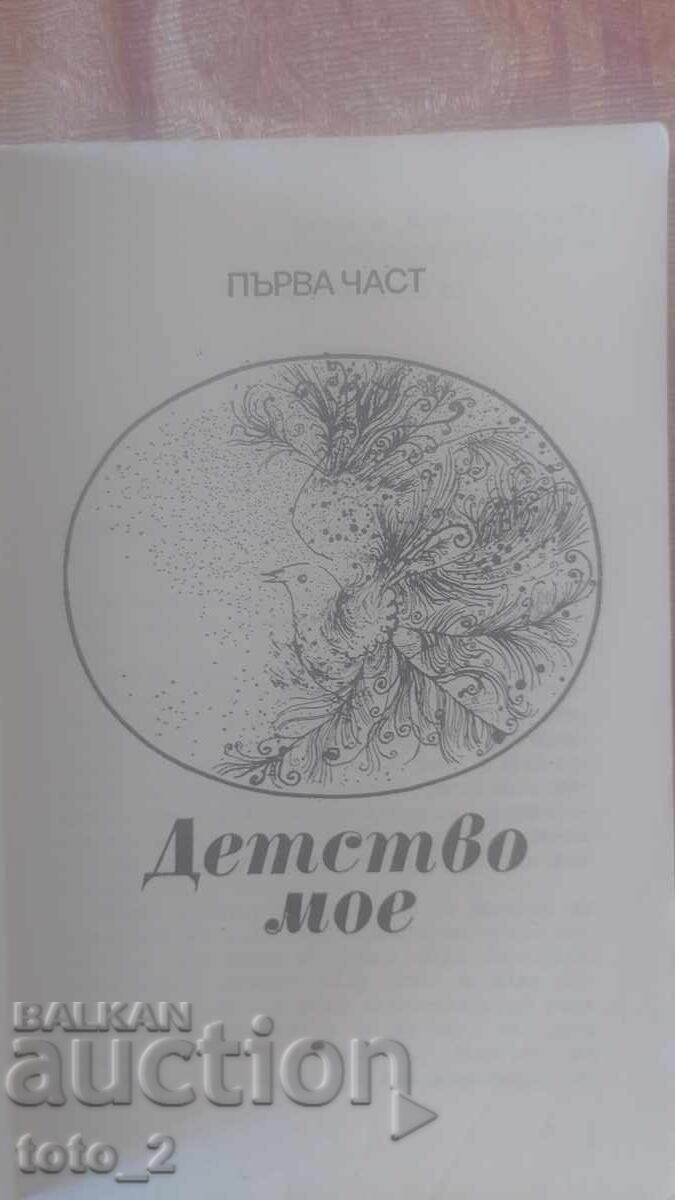 ПЪРВА ЧАСТ
Детство
мое
BALKAN
auction
toto_2